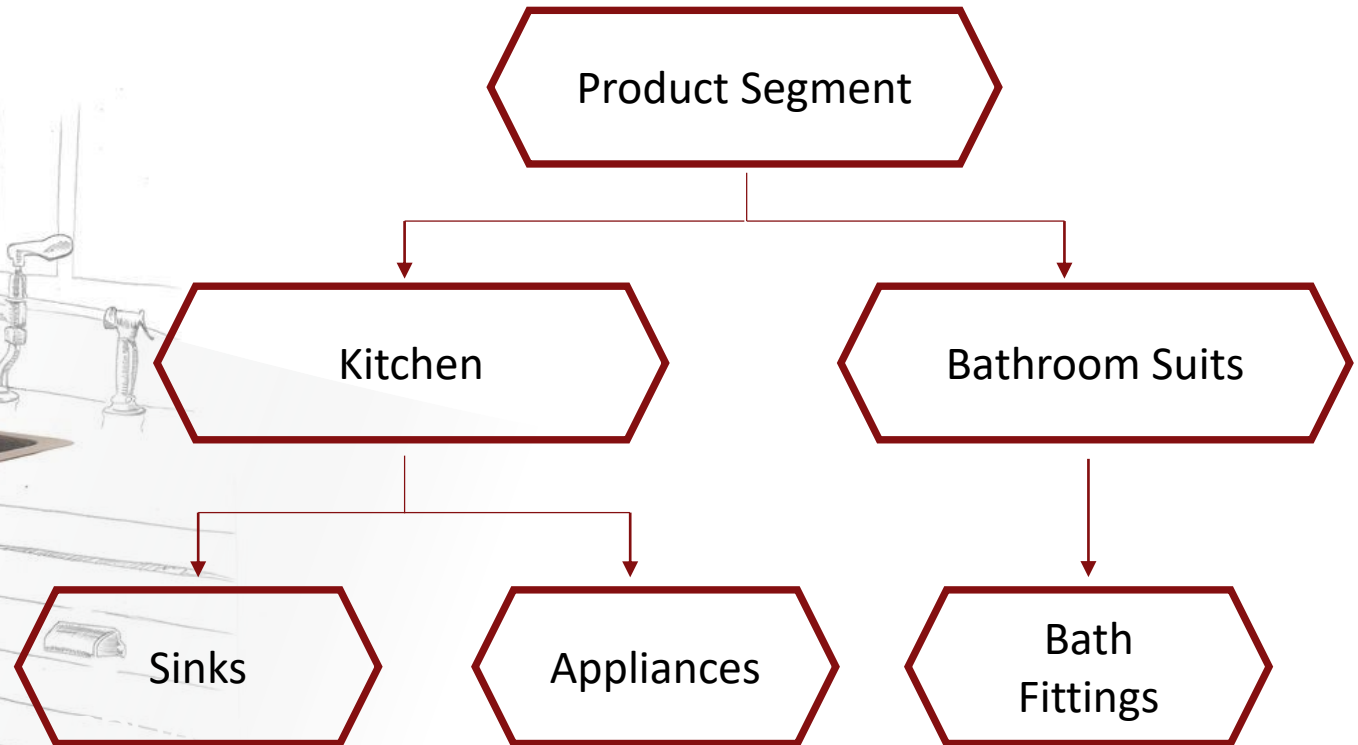 Product Segment
Kitchen
Bathroom Suits
Sinks
Appliances
Bath
Fittings